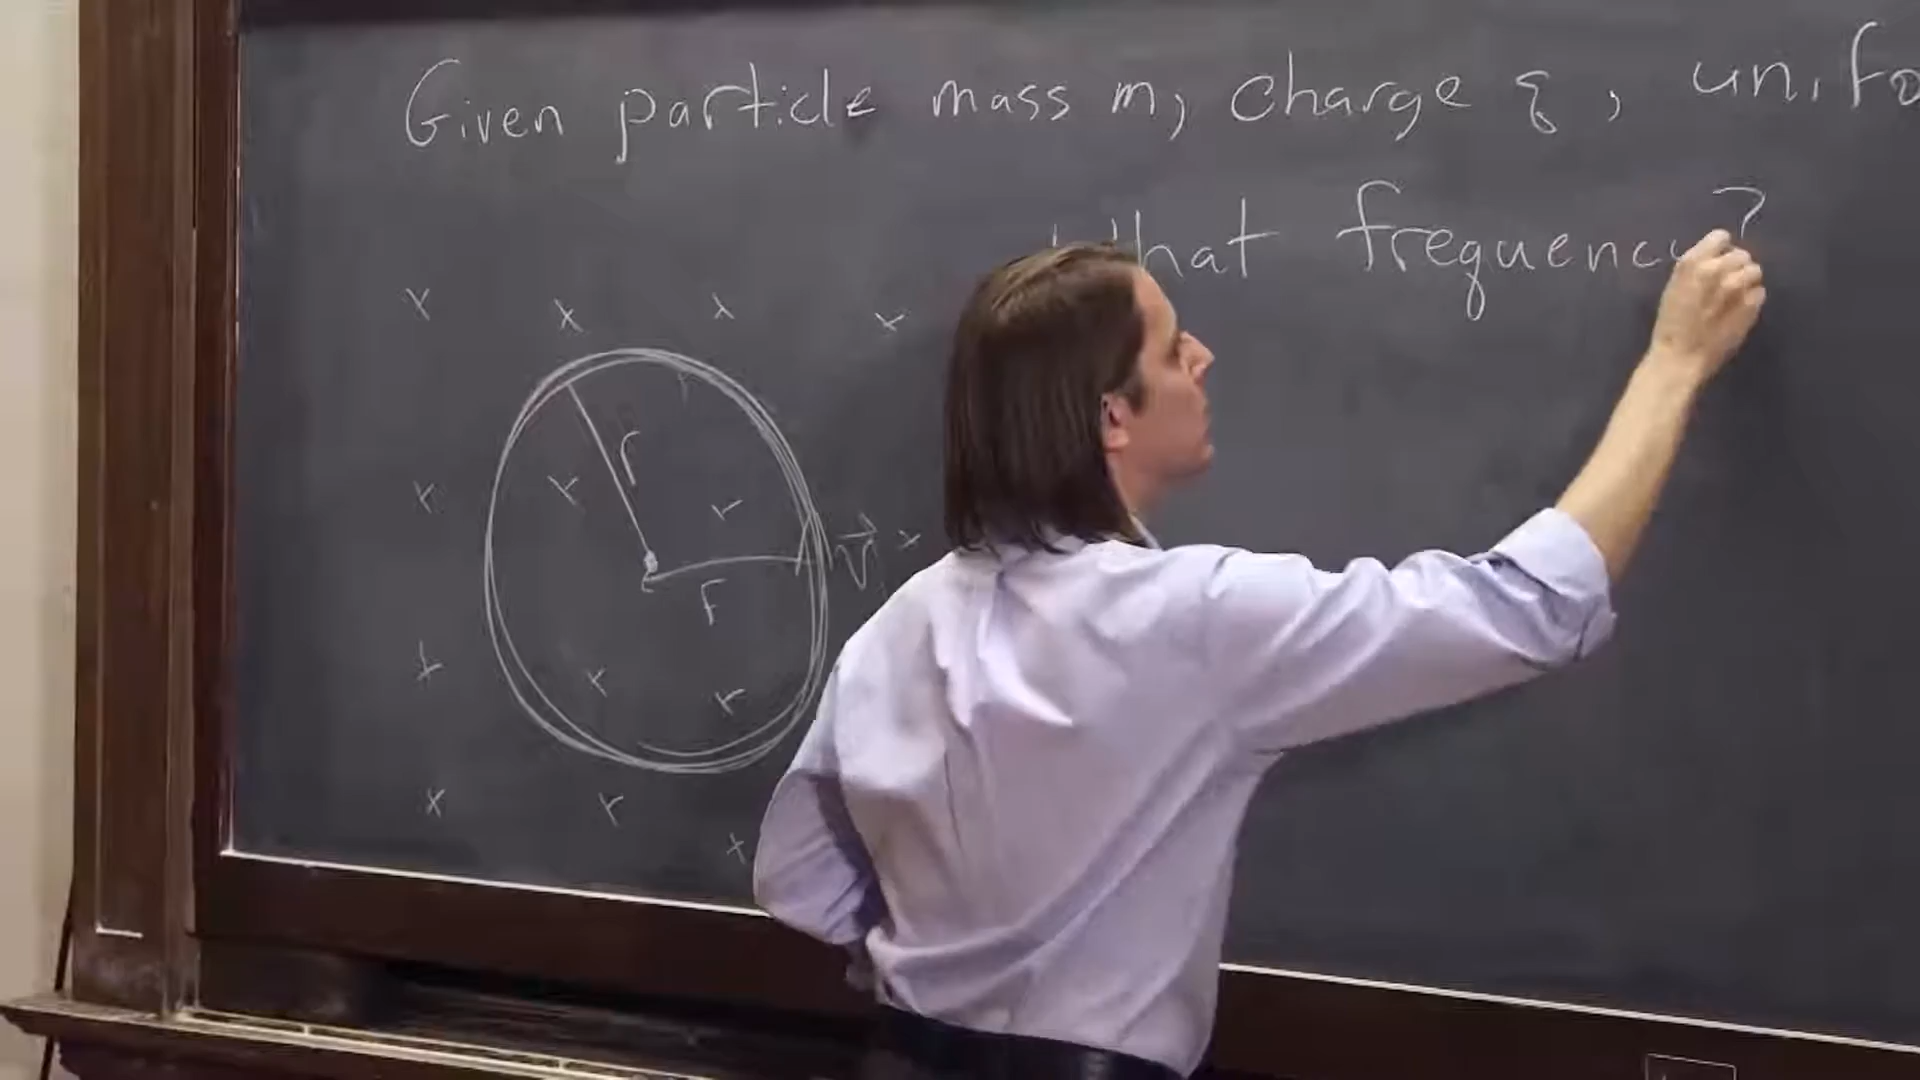 Given particle mass m, charge q, unifo
what frequency?
r
r
v